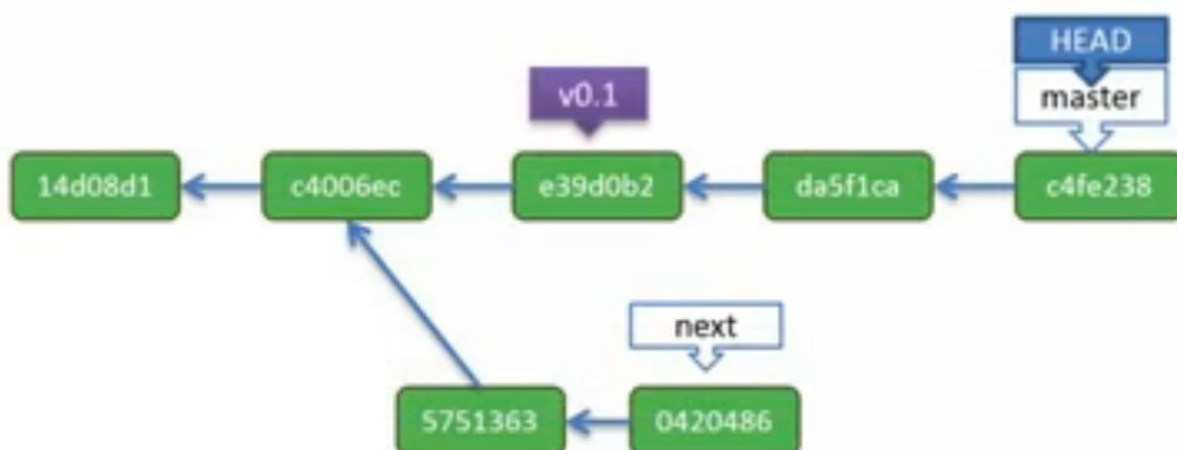 HEAD
v0.1
master
14d08d1
c4006ec
e39d0b2
da5f1ca
c4fe238
next
5751363
0420486